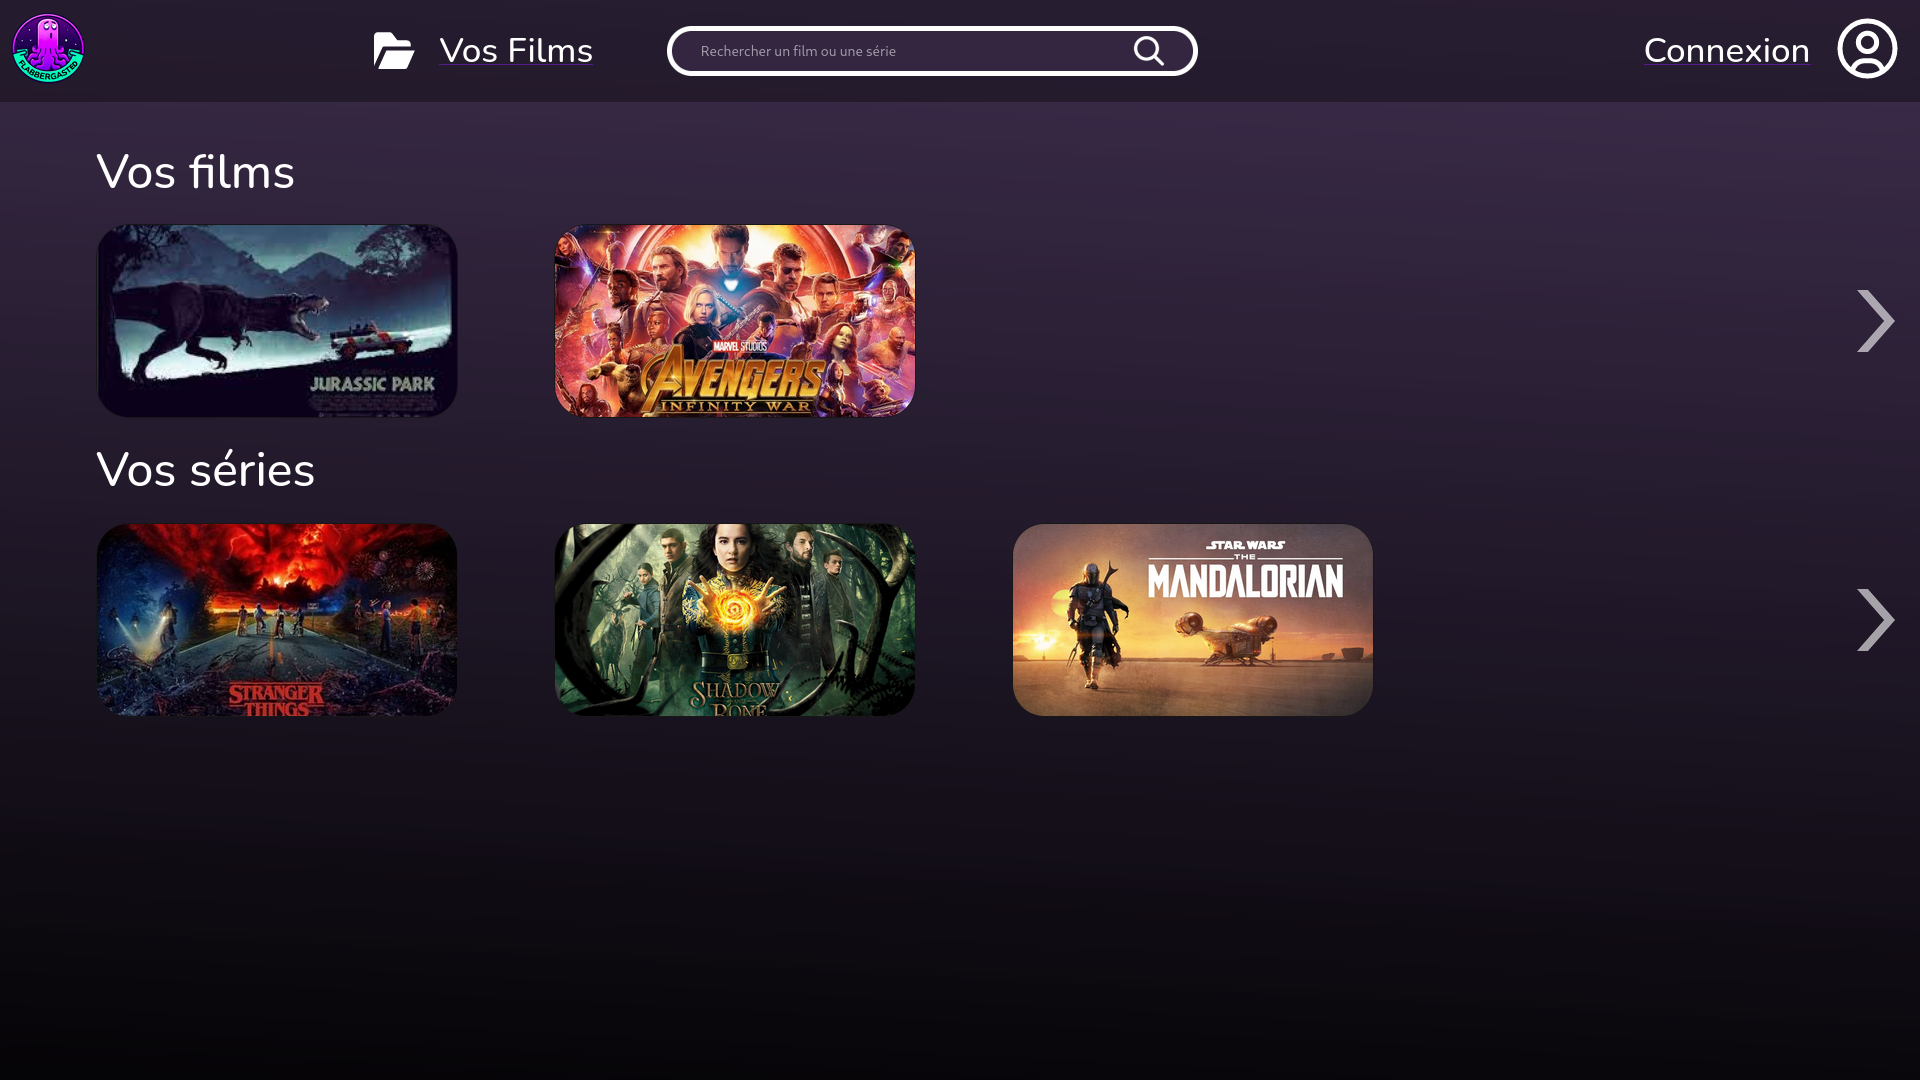 FLABBERGASTED
Vos Films
Rechercher un film ou une série
Connexion
Vos films
JURASSIC PARK
MARVEL STUDIOS
AVENGERS
INFINITY WAR
Vos séries
STRANGER
THINGS
SHADOW
BONE
STAR WARS
THE
MANDALORIAN